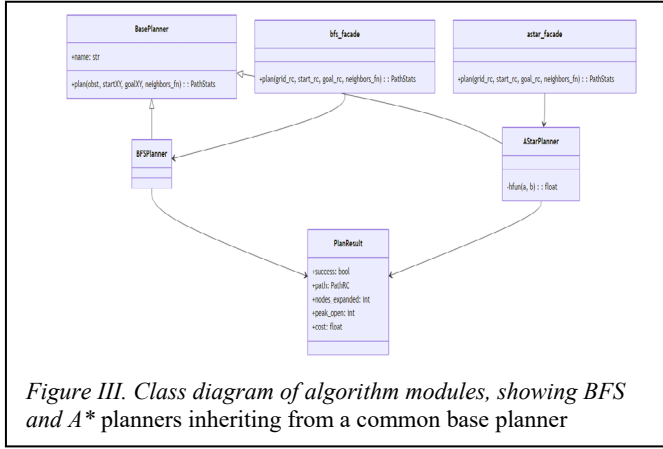 BasePlanner
+name: str
+plan(obst, startXY, goalXY, neighbors_fn) : : PathStats
bfs_facade
+plan(grid_rc, start_rc, goal_rc, neighbors_fn) : : PathStats
astar_facade
+plan(grid_rc, start_rc, goal_rc, neighbors_fn) : : PathStats
BFSPlanner
AStarPlanner
-hfun(a, b) : : float
PlanResult
+success: bool
+path: PathRC
+nodes_expanded: int
+peak_open: int
+cost: float
Figure III. Class diagram of algorithm modules, showing BFS
and A* planners inheriting from a common base planner